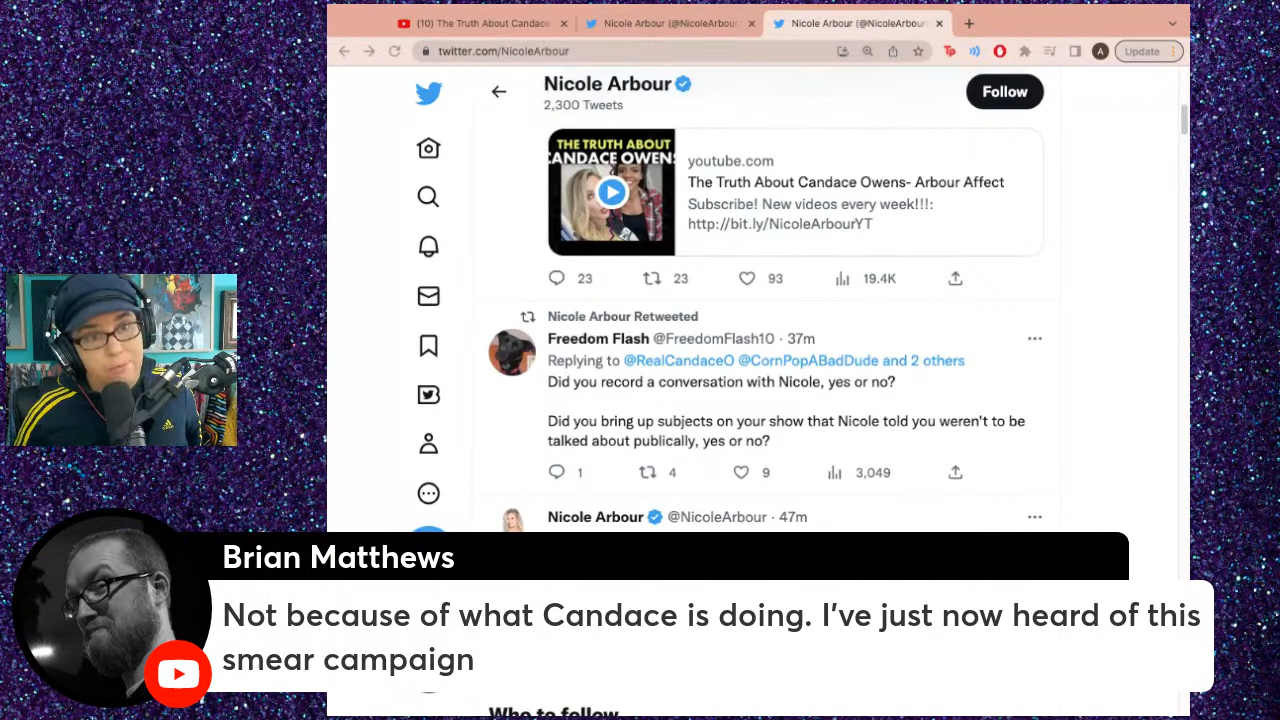 (10) The Truth About Candace
Nicole Arbour (@NicoleArbour
Nicole Arbour (@NicoleArbour
twitter.com/NicoleArbour
Tp
A
Update
Nicole Arbour
2,300 Tweets
Follow
THE TRUTH ABOUT
CANDACE OWENS
youtube.com
The Truth About Candace Owens- Arbour Affect
Subscribe! New videos every week!!!:
http://bit.ly/NicoleArbourYT
23
23
93
19.4K
Nicole Arbour Retweeted
Freedom Flash @FreedomFlash10 · 37m
Replying to @RealCandaceO @CornPopABadDude and 2 others
Did you record a conversation with Nicole, yes or no?
Did you bring up subjects on your show that Nicole told you weren't to be
talked about publically, yes or no?
1
4
9
3,049
Nicole Arbour @NicoleArbour · 47m
Brian Matthews
Not because of what Candace is doing. I've just now heard of this
smear campaign
Who to follow